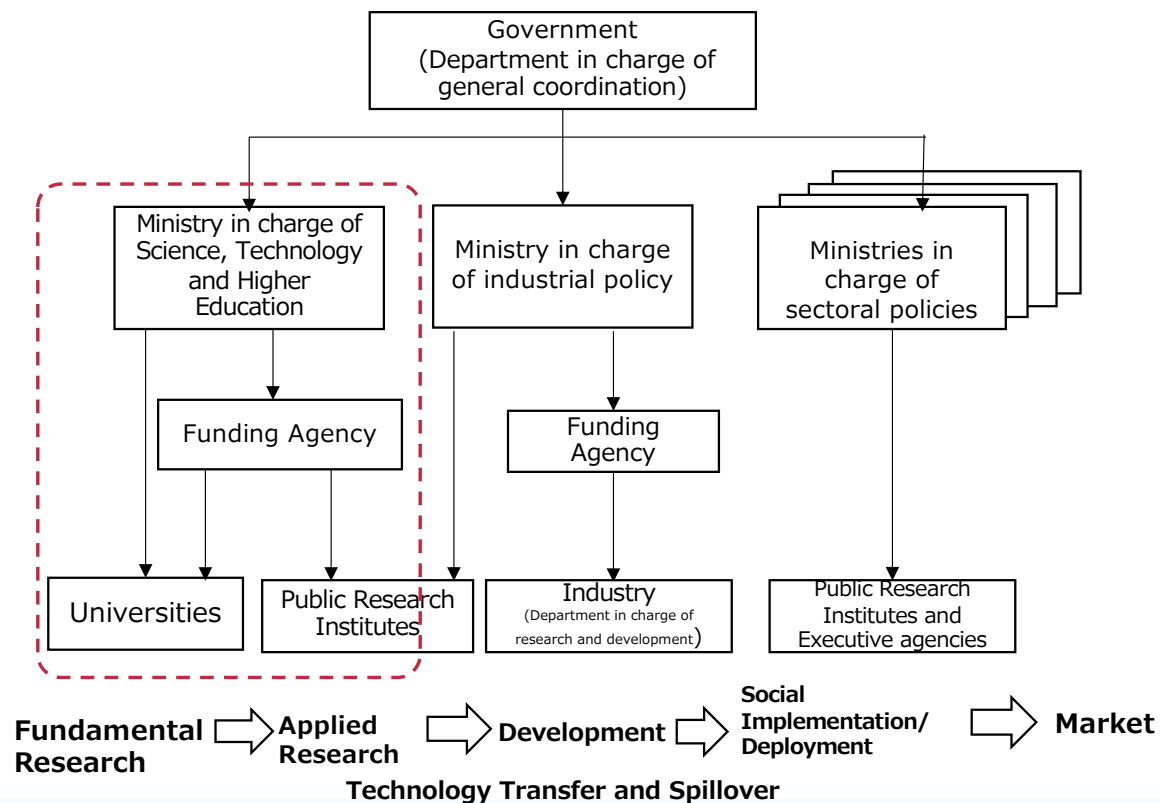 Government
(Department in charge of
general coordination)
Ministry in charge of
Science, Technology
and Higher
Education
Ministry in charge
of industrial policy
Ministries in
charge of
sectoral policies
Funding Agency
Funding
Agency
Universities
Public Research
Institutes
Industry
(Department in charge of
research and development)
Public Research
Institutes and
Executive agencies
Fundamental
Research
Applied
Research
Development
Social
Implementation/
Deployment
Market
Technology Transfer and Spillover